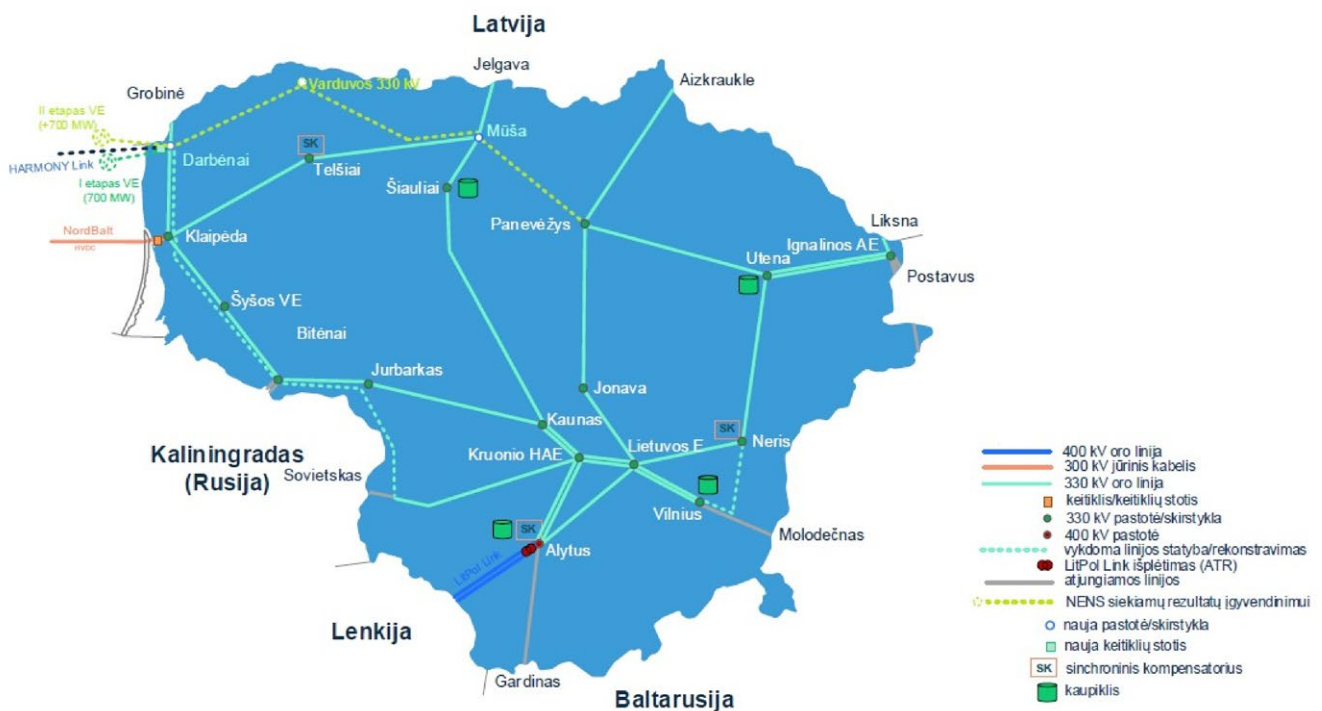 Latvija
Jelgava
Aizkraukle
Varduvos 330 kV
Grobinė
II etapas VE
(+700 MW)
HARMONY Link
I etapas VE
(700 MW)
Darbėnai
SK
Telšiai
Mūša
Šiauliai
NordBalt
HVDC
Klaipėda
Panevėžys
Liksna
Ignalinos AE
Utena
Postavus
Šyšos VE
Bitėnai
Jurbarkas
Jonava
Kaunas
SK
Neris
Lietuvos E
Kruonio HAE
Kaliningradas
(Rusija)
Sovietskas
Vilnius
Molodečnas
SK
Alytus
LitPol Link
Lenkija
Gardinas
Baltarusija
400 kV oro linija
300 kV jūrinis kabelis
330 kV oro linija
keitiklis/keitiklių stotis
330 kV pastotė/skirstykla
400 kV pastotė
vykdoma linijos statyba/rekonstravimas
LitPol Link išplėtimas (ATR)
atjungiamos linijos
NENS siekiamų rezultatų įgyvendinimui
nauja pastotė/skirstykla
nauja keitiklių stotis
SK sinchroninis kompensatorius
kaupiklis